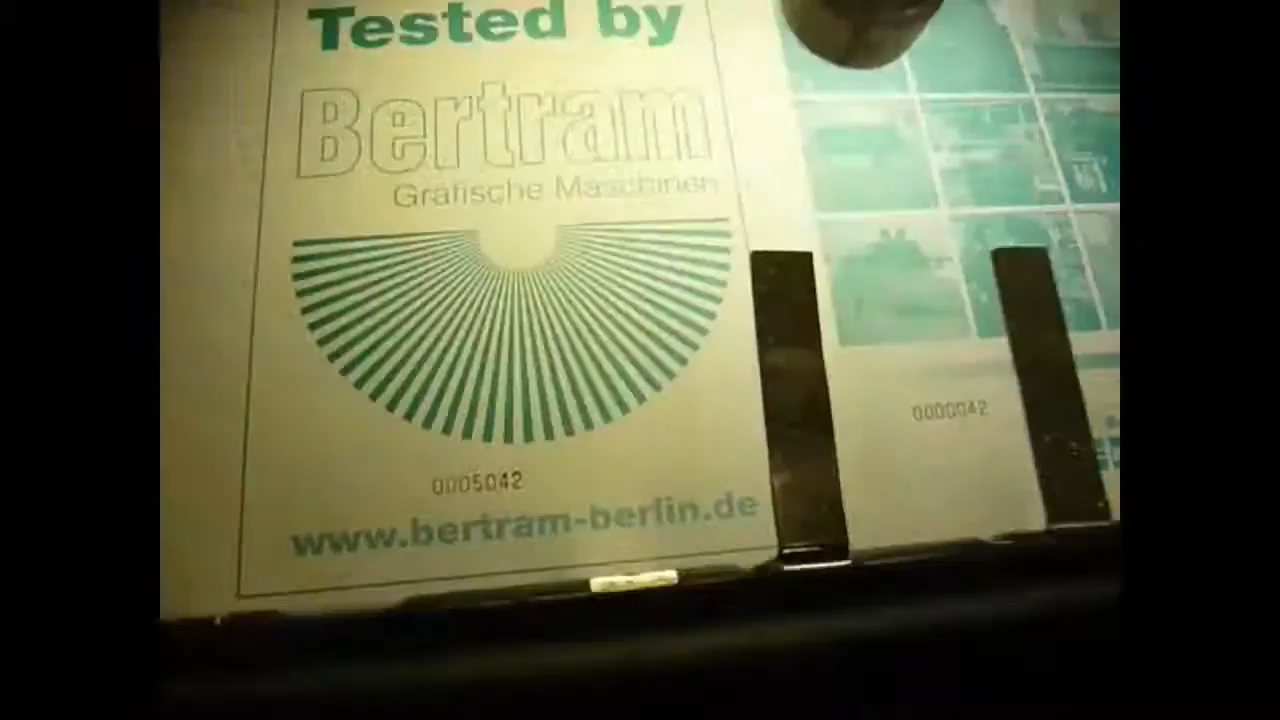 Tested by
Bertram
Grafische Maschinen
0005042
www.bertram-berlin.de
0000042